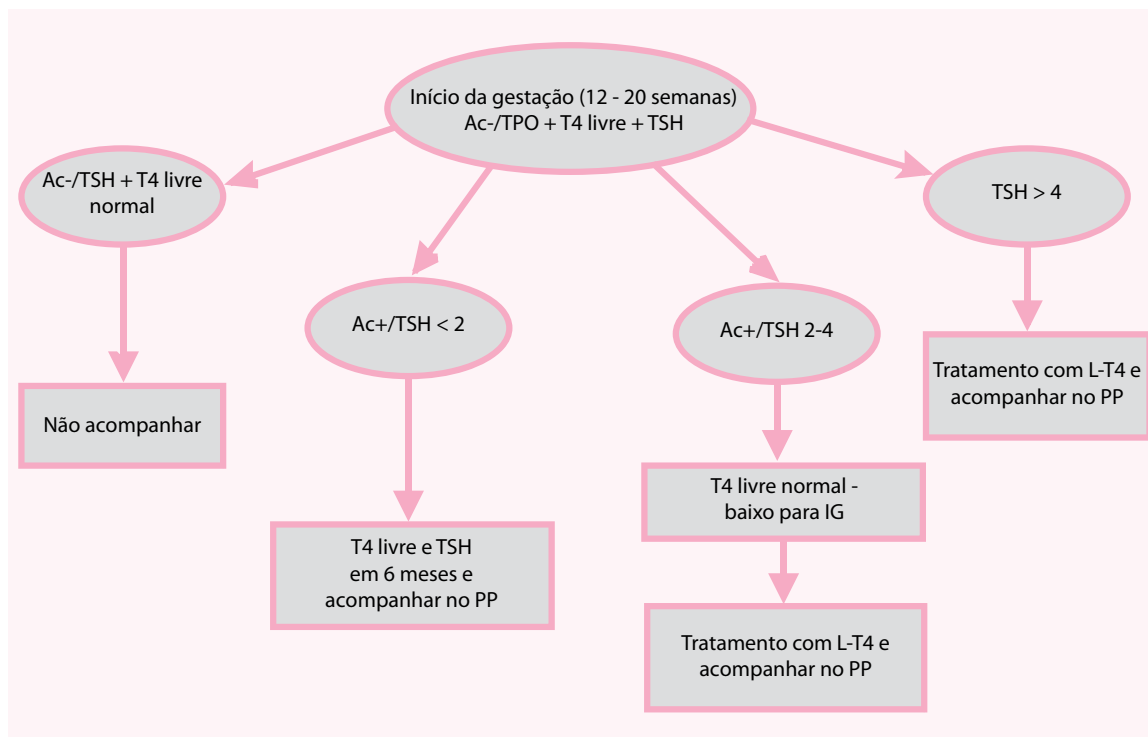 Início da gestação (12 - 20 semanas)
Ac-/TPO + T4 livre + TSH
Ac-/TSH + T4 livre
normal
TSH > 4
Ac+/TSH < 2
Ac+/TSH 2-4
Não acompanhar
Tratamento com L-T4 e
acompanhar no PP
T4 livre normal -
baixo para IG
T4 livre e TSH
em 6 meses e
acompanhar no PP
Tratamento com L-T4 e
acompanhar no PP